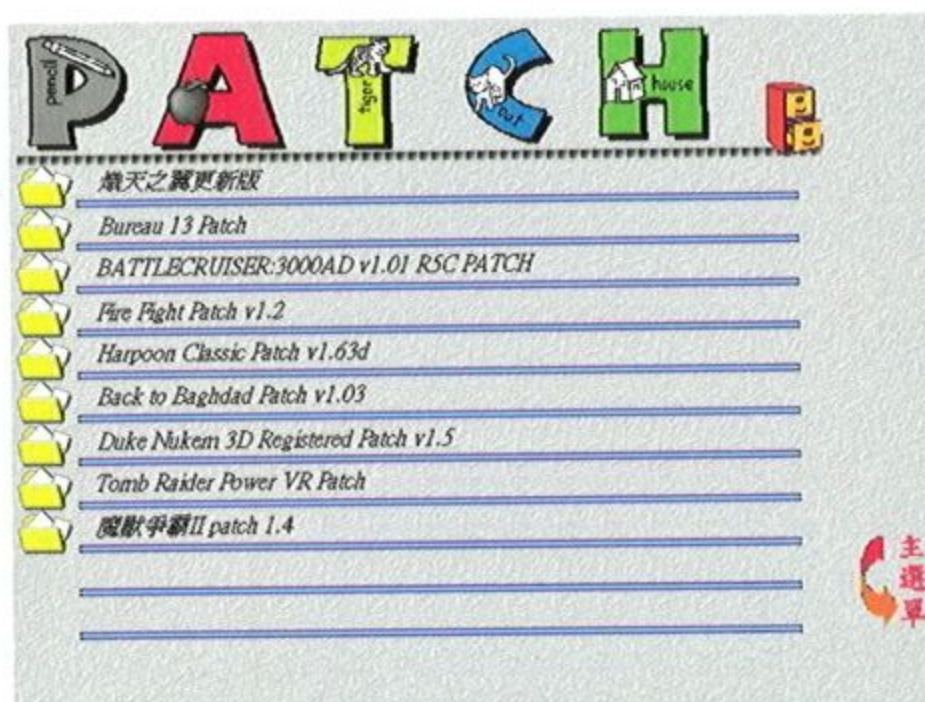 PATCH
pencil
tiger
cat
house
熾天之翼更新版
Bureau 13 Patch
BATTLECRUISER:3000AD v1.01 R5C PATCH
Fire Fight Patch v1.2
Harpoon Classic Patch v1.63d
Back to Baghdad Patch v1.03
Duke Nukem 3D Registered Patch v1.5
Tomb Raider Power VR Patch
魔獸爭霸II patch 1.4
主選單